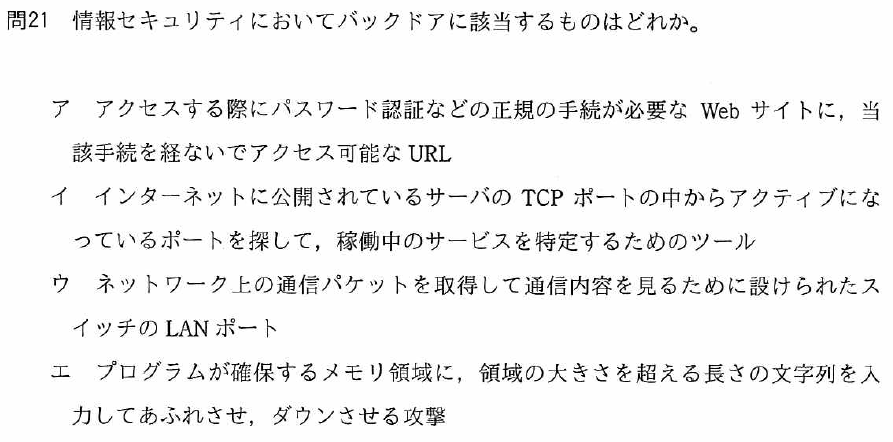 問21 情報セキュリティにおいてバックドアに該当するものはどれか。
ア アクセスする際にパスワード認証などの正規の手続が必要な Web サイトに，当
該手続を経ないでアクセス可能な URL
イ インターネットに公開されているサーバの TCP ポートの中からアクティブにな
っているポートを探して，稼働中のサービスを特定するためのツール
ウ ネットワーク上の通信パケットを取得して通信内容を見るために設けられたス
イッチの LAN ポート
エ プログラムが確保するメモリ領域に，領域の大きさを超える長さの文字列を入
力してあふれさせ，ダウンさせる攻撃